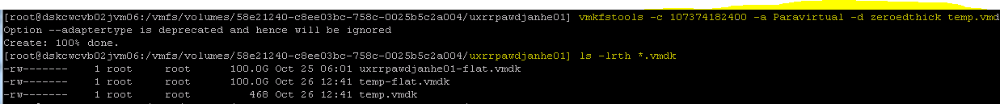 [root@dskcwcvb02jvm06:/vmfs/volumes/58e21240-c8ee03bc-758c-0025b5c2a004/uxrrpawdjanhe01] vmkfstools -c 107374182400 -a Paravirtual -d zeroedthick temp.vmd
Option --adaptertype is deprecated and hence will be ignored
Create: 100% done.
[root@dskcwcvb02jvm06:/vmfs/volumes/58e21240-c8ee03bc-758c-0025b5c2a004/uxrrpawdjanhe01] ls -lrth *.vmdk
-rw------- 1 root root 100.0G Oct 25 06:01 uxrrpawdjanhe01-flat.vmdk
-rw------- 1 root root 100.0G Oct 26 12:41 temp-flat.vmdk
-rw------- 1 root root 468 Oct 26 12:41 temp.vmdk